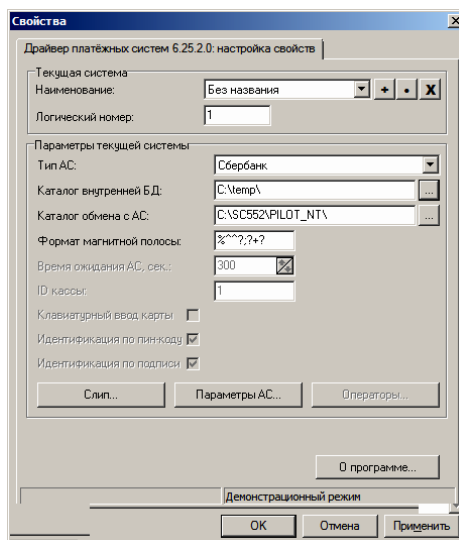 Свойства
Драйвер платёжных систем 6.25.2.0: настройка свойств
Текущая система
Наименование: Без названия + • X
Логический номер: 1
Параметры текущей системы
Тип АС: Сбербанк
Каталог внутренней БД: C:\temp\ ...
Каталог обмена с АС: C:\SC552\PILOT_NT\ ...
Формат магнитной полосы: %^^?;?+?
Время ожидания АС, сек.: 300
ID кассы: 1
Клавиатурный ввод карты
Идентификация по пин-коду
Идентификация по подписи
Слип... Параметры АС... Операторы...
О программе...
Демонстрационный режим
OK Отмена Применить